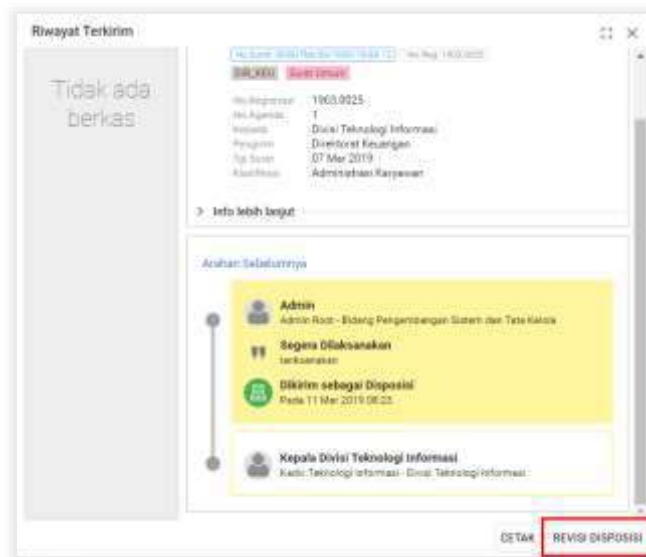 Riwayat Terkirim
Tidak ada
berkas
DIR_KEU Surat Umum
No Registrasi 1903.0025
No Agenda 1
Kepada Divisi Teknologi Informasi
Pengirim Direktorat Keuangan
Tgl Surat 07 Mar 2019
Klasifikasi Administrasi Karyawan
Info lebih lanjut
Arahan Sebelumnya
Admin
Admin Root - Bidang Pengembangan Sistem dan Tata Kelola
Segera Dilaksanakan
laksanakan
Dikirim sebagai Disposisi
Pada 11 Mar 2019 08:23
Kepala Divisi Teknologi Informasi
Kadiv Teknologi Informasi - Divisi Teknologi Informasi
CETAK REVISI DISPOSISI